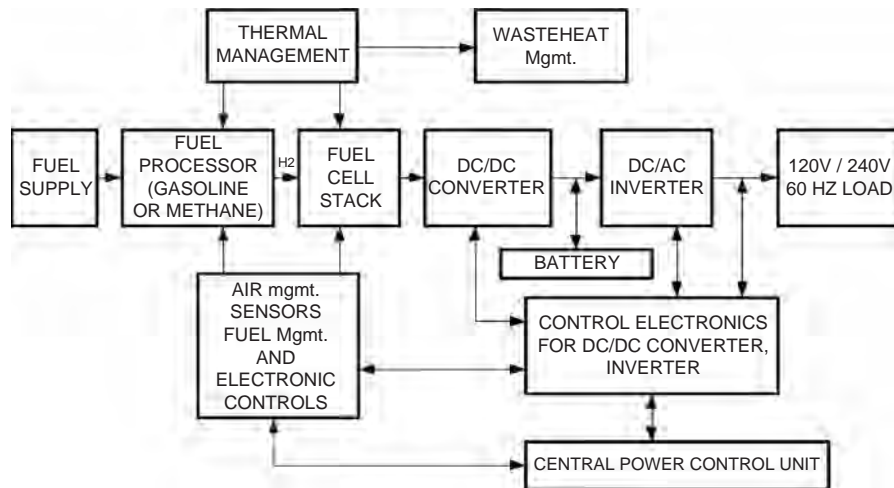 THERMAL
MANAGEMENT
WASTEHEAT
Mgmt.
FUEL
SUPPLY
FUEL
PROCESSOR
(GASOLINE
OR METHANE)
H2
FUEL
CELL
STACK
DC/DC
CONVERTER
DC/AC
INVERTER
120V / 240V
60 HZ LOAD
BATTERY
AIR mgmt.
SENSORS
FUEL Mgmt.
AND
ELECTRONIC
CONTROLS
CONTROL ELECTRONICS
FOR DC/DC CONVERTER,
INVERTER
CENTRAL POWER CONTROL UNIT